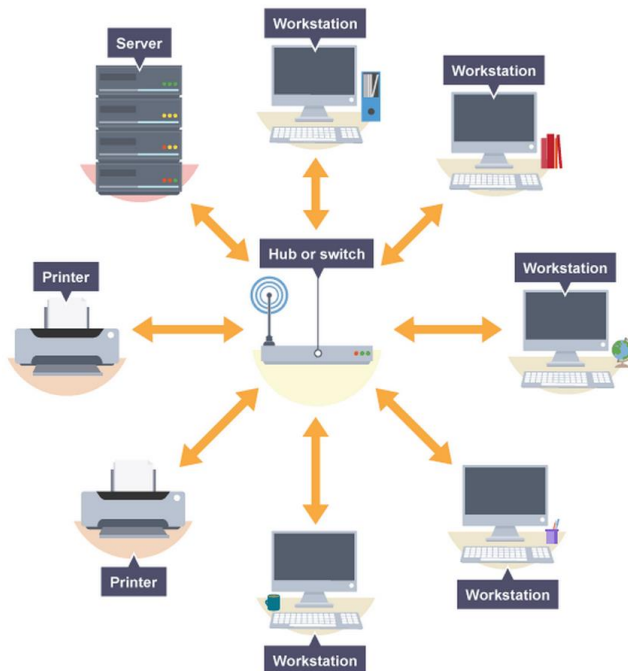 Workstation
Server
Workstation
Hub or switch
Workstation
Printer
Printer
Workstation
Workstation